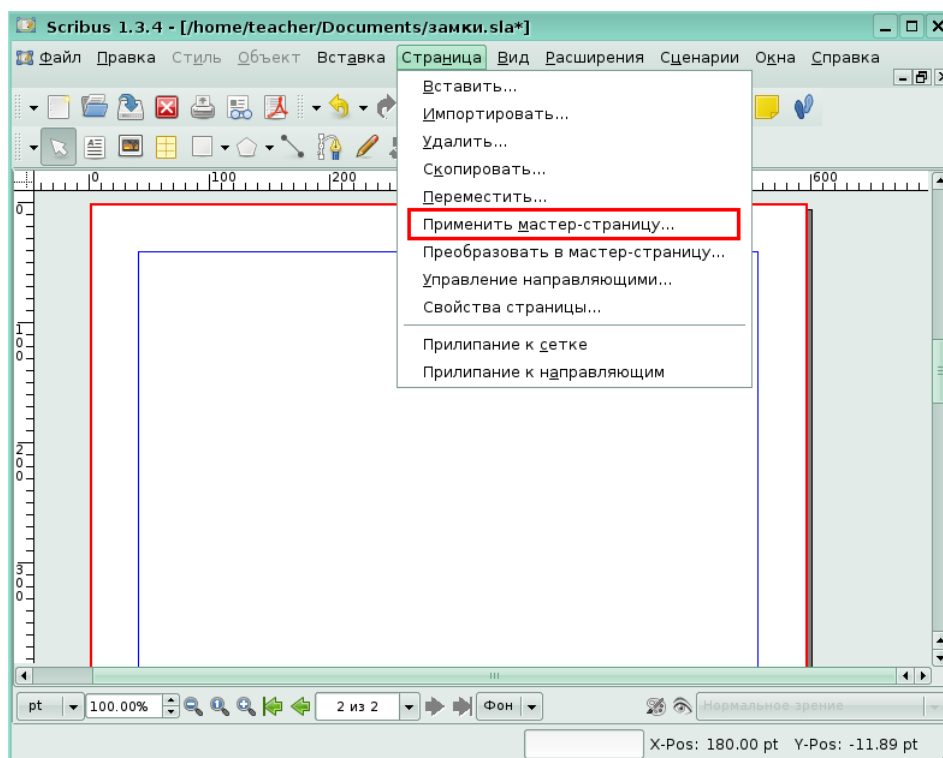 Scribus 1.3.4 - [/home/teacher/Documents/замки.sla*]
Файл Правка Стиль Объект Вставка Страница Вид Расширения Сценарии Окна Справка
Вставить...
Импортировать...
Удалить...
Скопировать...
Переместить...
Применить мастер-страницу...
Преобразовать в мастер-страницу...
Управление направляющими...
Свойства страницы...
Прилипание к сетке
Прилипание к направляющим
0 100 200 600
0
100
200
300
pt 100.00% 2 из 2 Фон Нормальное зрение
X-Pos: 180.00 pt Y-Pos: -11.89 pt